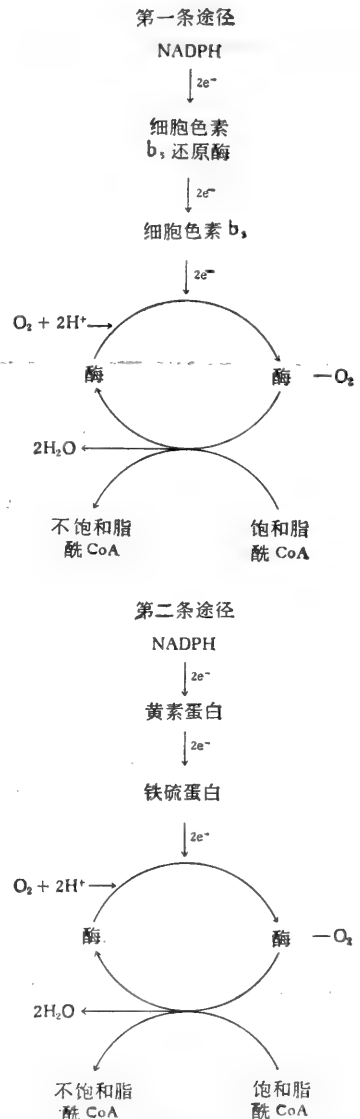 第一条途径
NADPH
2e⁻
细胞色素
b₅还原酶
2e⁻
细胞色素 b₅
2e⁻
O₂ + 2H⁺
酶
酶 —O₂
2H₂O
不饱和脂
酰 CoA
饱和脂
酰 CoA
第二条途径
NADPH
2e⁻
黄素蛋白
2e⁻
铁硫蛋白
2e⁻
O₂ + 2H⁺
酶
酶 —O₂
2H₂O
不饱和脂
酰 CoA
饱和脂
酰 CoA